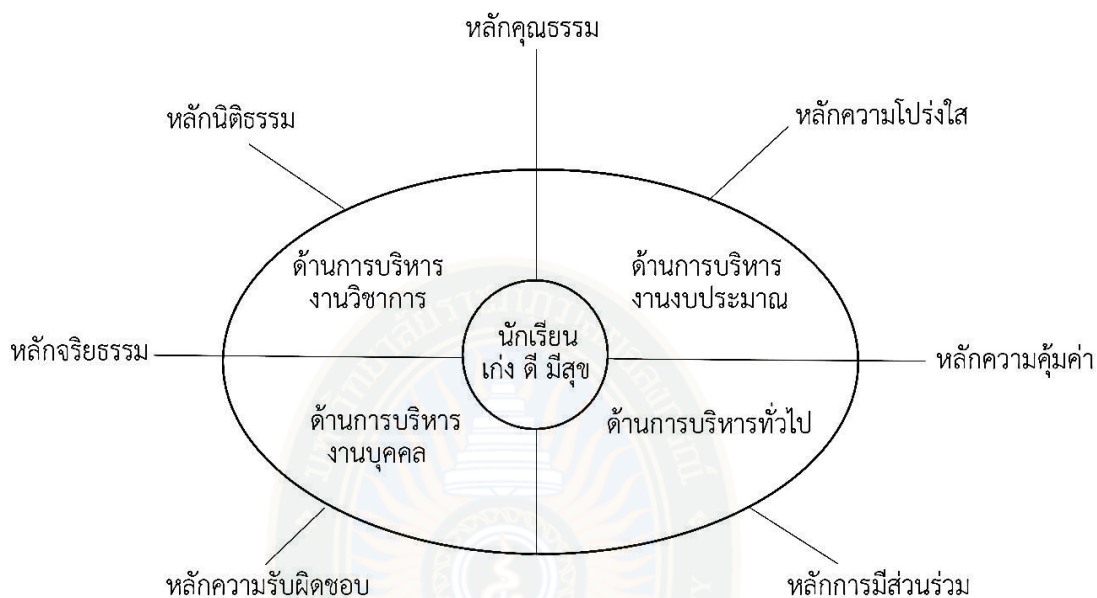 หลักคุณธรรม
หลักนิติธรรม
หลักความโปร่งใส
ด้านการบริหาร
งานวิชาการ
ด้านการบริหาร
งานงบประมาณ
หลักจริยธรรม
นักเรียน
เก่ง ดี มีสุข
หลักความคุ้มค่า
ด้านการบริหาร
งานบุคคล
ด้านการบริหารทั่วไป
หลักความรับผิดชอบ
หลักการมีส่วนร่วม